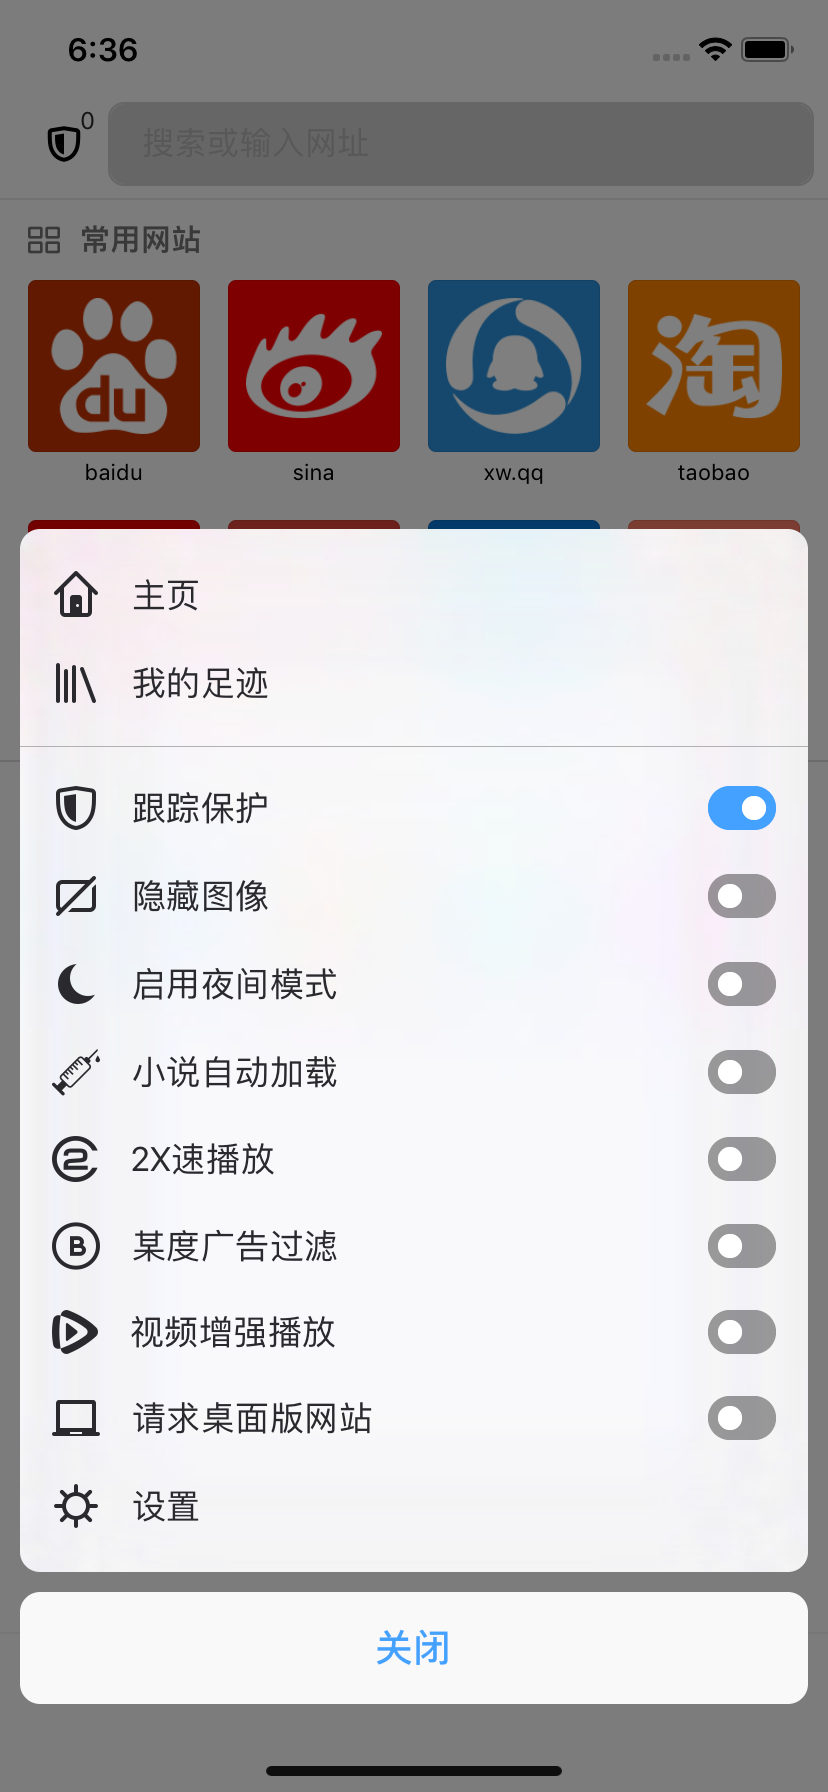 6:36
0
搜索或输入网址
常用网站
du
淘
baidu
sina
xw.qq
taobao
主页
我的足迹
跟踪保护
隐藏图像
启用夜间模式
小说自动加载
2X速播放
B
某度广告过滤
视频增强播放
请求桌面版网站
设置
关闭